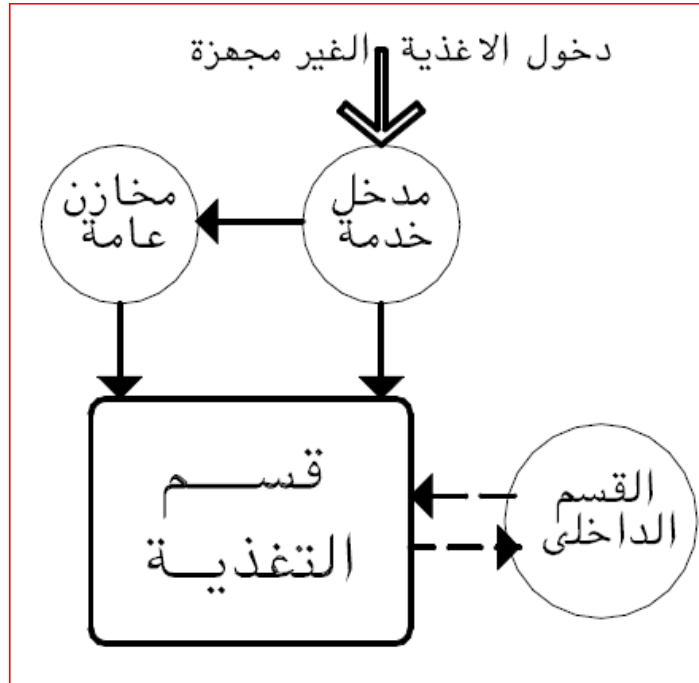 دخول الاغذية الغير مجهزة
مدخل
خدمة
مخازن
عامة
قسم
التغذية
القسم
الداخلى